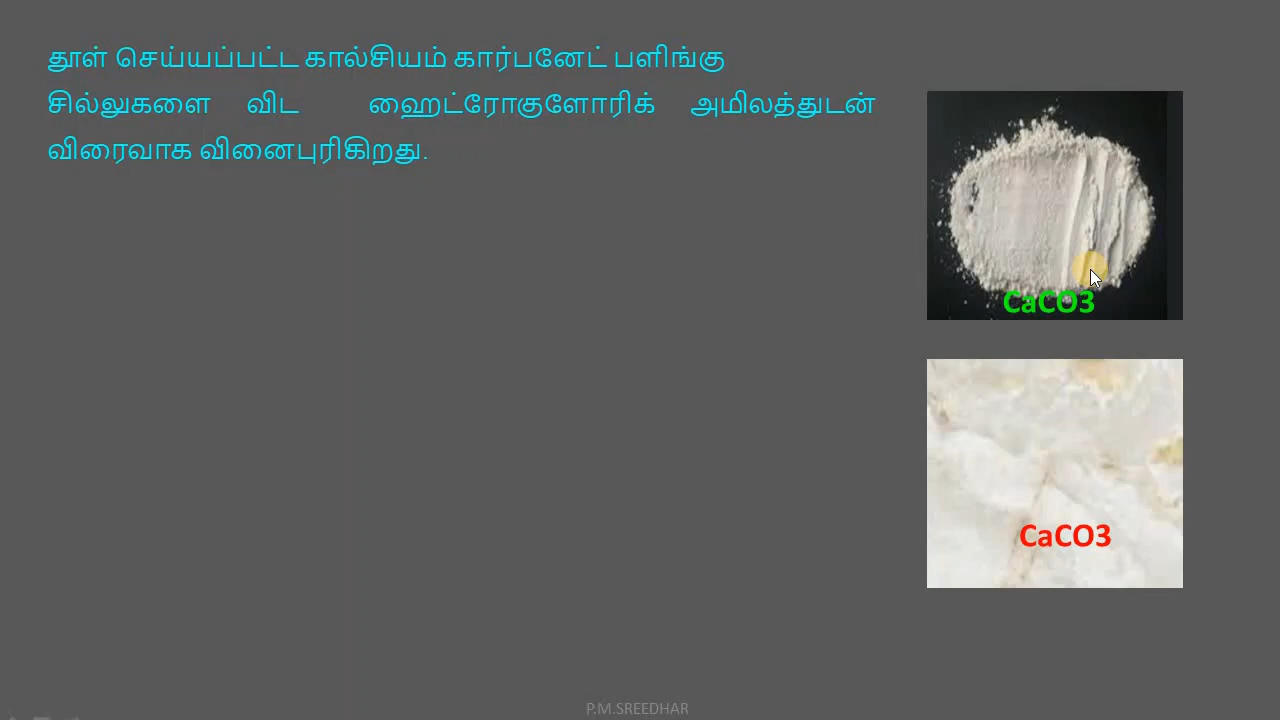 தூள் செய்யப்பட்ட கால்சியம் கார்பனேட் பளிங்கு
சில்லுகளை விட ஹைட்ரோகுளோரிக் அமிலத்துடன்
விரைவாக வினைபுரிகிறது.
CaCO3
CaCO3
P.M.SREEDHAR